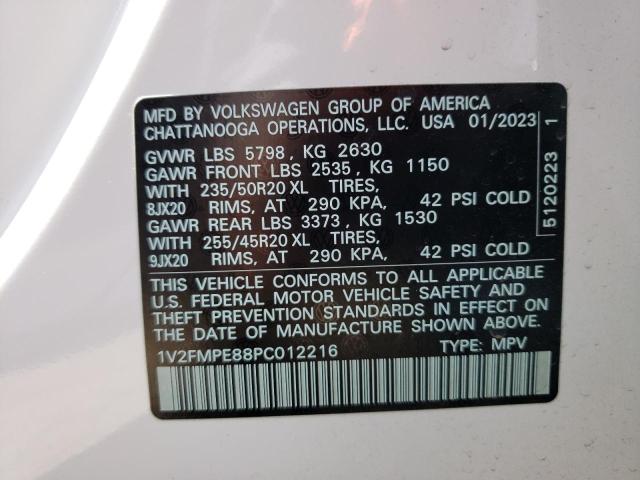 MFD BY VOLKSWAGEN GROUP OF AMERICA
CHATTANOOGA OPERATIONS, LLC. USA 01/2023
GVWR LBS 5798, KG 2630
GAWR FRONT LBS 2535, KG 1150
WITH 235/50R20 XL TIRES,
8JX20 RIMS, AT 290 KPA, 42 PSI COLD
GAWR REAR LBS 3373, KG 1530
WITH 255/45R20 XL TIRES,
9JX20 RIMS, AT 290 KPA, 42 PSI COLD
THIS VEHICLE CONFORMS TO ALL APPLICABLE
U.S. FEDERAL MOTOR VEHICLE SAFETY AND
THEFT PREVENTION STANDARDS IN EFFECT
ON THE DATE OF MANUFACTURE SHOWN ABOVE.
1V2FMPE88PC012216 TYPE: MPV
5120223 1